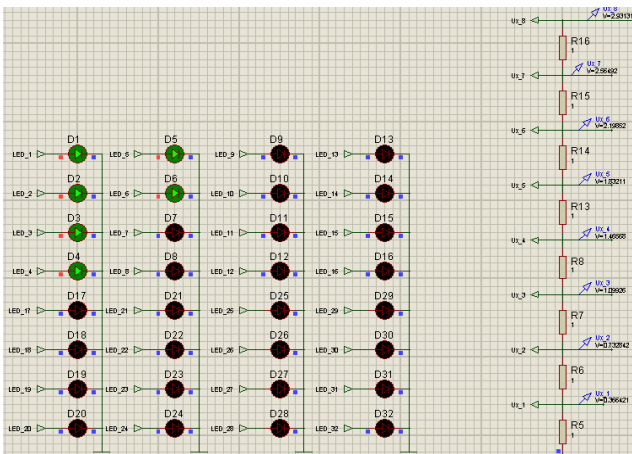 Ux_8
V=2.93131
Ux_8
R16
1
Ux_7
V=2.56492
Ux_7
R15
1
Ux_6
V=2.19852
Ux_6
R14
1
Ux_5
V=1.83211
Ux_5
R13
1
Ux_4
V=1.46568
Ux_4
R8
1
Ux_3
V=1.09926
Ux_3
R7
1
Ux_2
V=0.732842
Ux_2
R6
1
Ux_1
V=0.366421
Ux_1
R5
1
D1 D5 D9 D13
LED_1 LED_5 LED_9 LED_13
D2 D6 D10 D14
LED_2 LED_6 LED_10 LED_14
D3 D7 D11 D15
LED_3 LED_7 LED_11 LED_15
D4 D8 D12 D16
LED_4 LED_8 LED_12 LED_16
D17 D21 D25 D29
LED_17 LED_21 LED_25 LED_29
D18 D22 D26 D30
LED_18 LED_22 LED_26 LED_30
D19 D23 D27 D31
LED_19 LED_23 LED_27 LED_31
D20 D24 D28 D32
LED_20 LED_24 LED_28 LED_32